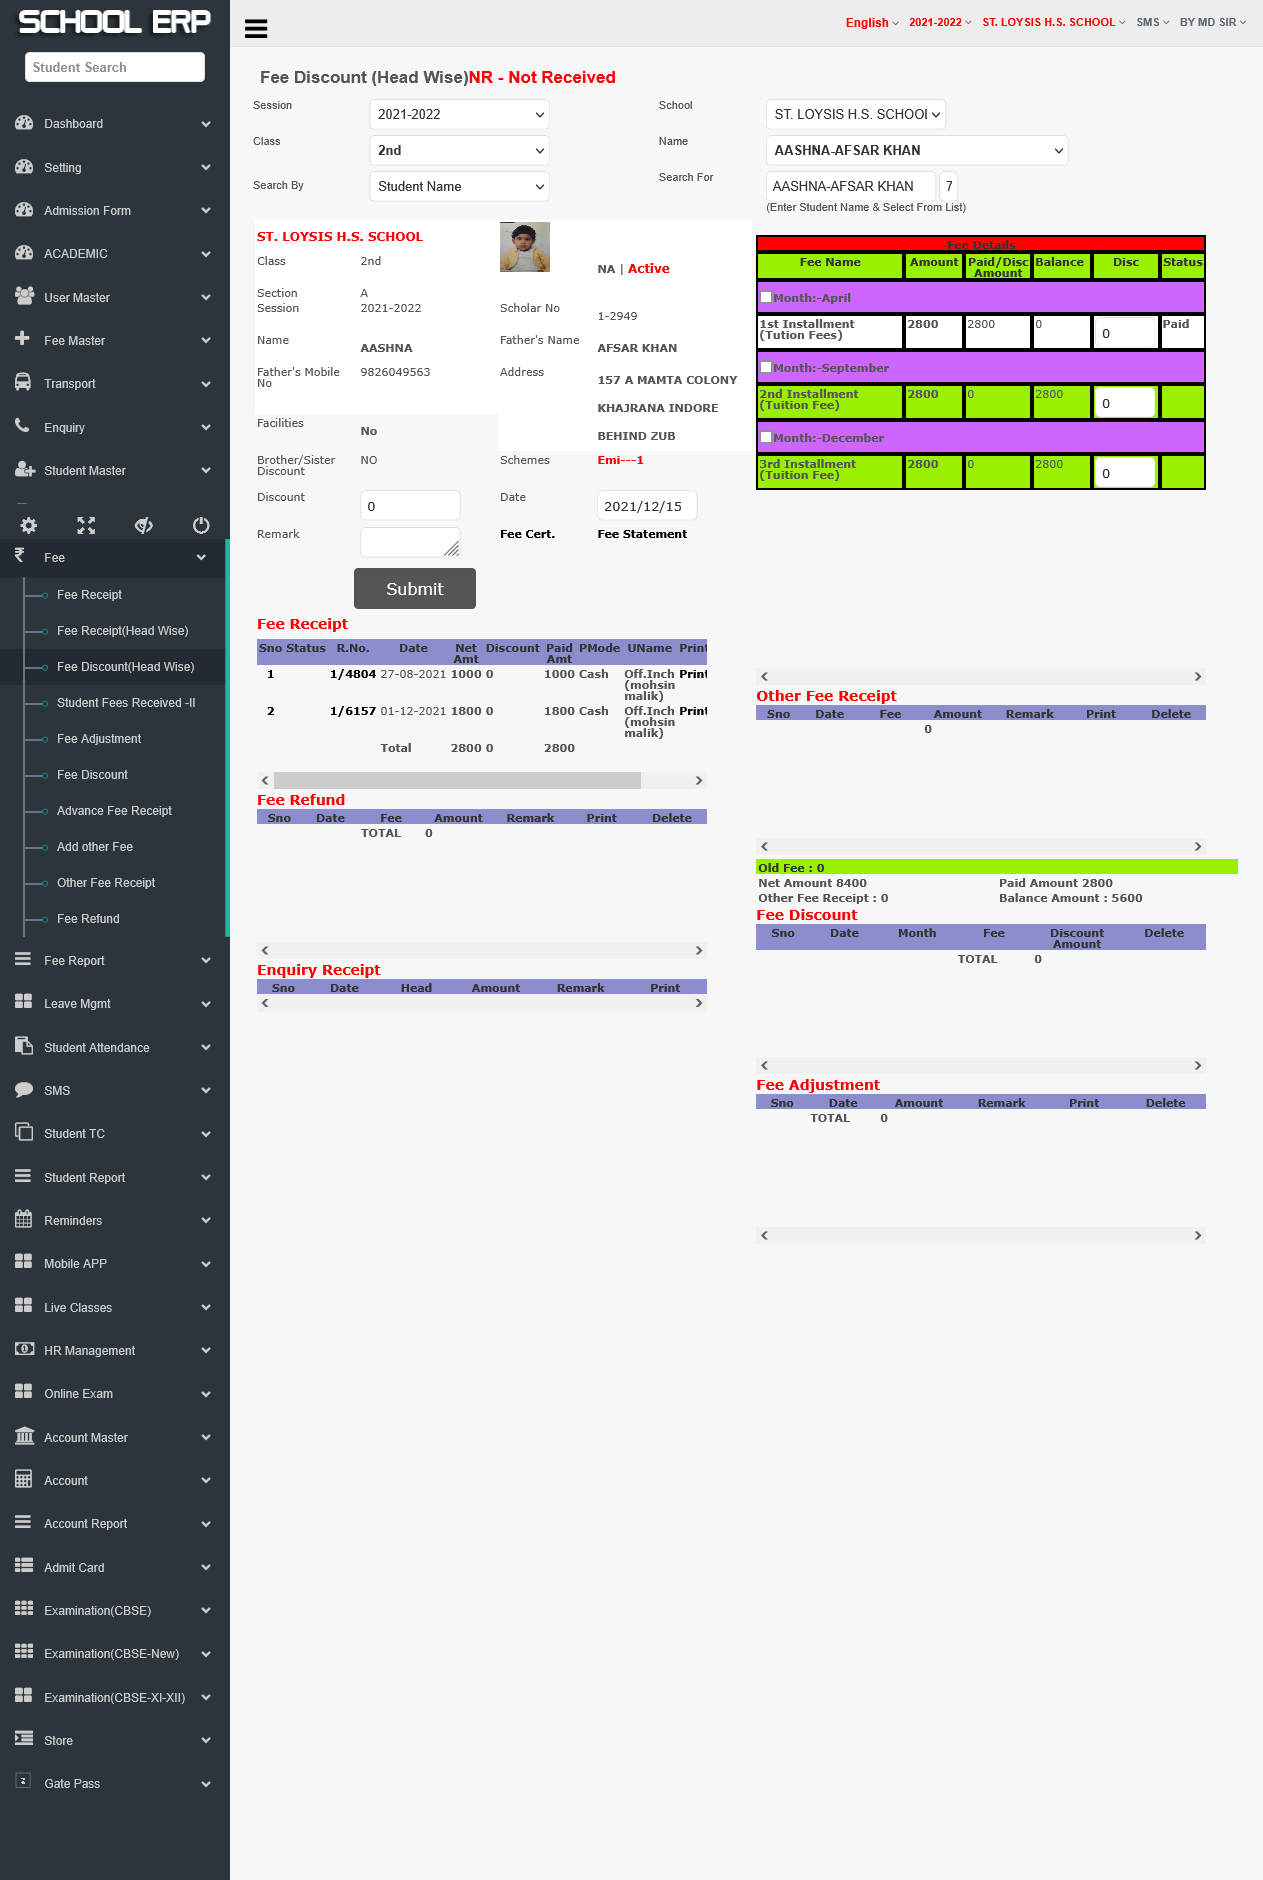 SCHOOL ERP
Student Search
Dashboard
Setting
Admission Form
ACADEMIC
User Master
Fee Master
Transport
Enquiry
Student Master
Fee
Fee Receipt
Fee Receipt(Head Wise)
Fee Discount(Head Wise)
Student Fees Received -II
Fee Adjustment
Fee Discount
Advance Fee Receipt
Add other Fee
Other Fee Receipt
Fee Refund
Fee Report
Leave Mgmt
Student Attendance
SMS
Student TC
Student Report
Reminders
Mobile APP
Live Classes
HR Management
Online Exam
Account Master
Account
Account Report
Admit Card
Examination(CBSE)
Examination(CBSE-New)
Examination(CBSE-XI-XII)
Store
Gate Pass
English 2021-2022 ST. LOYSIS H.S. SCHOOL SMS BY MD SIR
Fee Discount (Head Wise)NR - Not Received
Session 2021-2022 School ST. LOYSIS H.S. SCHOOL
Class 2nd Name AASHNA-AFSAR KHAN
Search By Student Name Search For AASHNA-AFSAR KHAN 7
(Enter Student Name & Select From List)
ST. LOYSIS H.S. SCHOOL
Class 2nd NA | Active
Section A
Session 2021-2022 Scholar No 1-2949
Name AASHNA Father's Name AFSAR KHAN
Father's Mobile No 9826049563 Address 157 A MAMTA COLONY
KHAJRANA INDORE
BEHIND ZUB
Facilities No
Brother/Sister Discount NO Schemes Emi---1
Discount 0 Date 2021/12/15
Remark Fee Cert. Fee Statement
Submit
Fee Receipt
Sno Status R.No. Date Net Amt Discount Paid Amt PMode UName Print
1 1/4804 27-08-2021 1000 0 1000 Cash Off.Inch (mohsin malik) Print
2 1/6157 01-12-2021 1800 0 1800 Cash Off.Inch (mohsin malik) Print
Total 2800 0 2800
Fee Refund
Sno Date Fee Amount Remark Print Delete
TOTAL 0
Enquiry Receipt
Sno Date Head Amount Remark Print
Fee Details
Fee Name Amount Paid/Disc Amount Balance Disc Status
Month:-April
1st Installment (Tution Fees) 2800 2800 0 0 Paid
Month:-September
2nd Installment (Tuition Fee) 2800 0 2800 0
Month:-December
3rd Installment (Tuition Fee) 2800 0 2800 0
Other Fee Receipt
Sno Date Fee Amount Remark Print Delete
0
Old Fee : 0
Net Amount 8400 Paid Amount 2800
Other Fee Receipt : 0 Balance Amount : 5600
Fee Discount
Sno Date Month Fee Discount Amount Delete
TOTAL 0
Fee Adjustment
Sno Date Amount Remark Print Delete
TOTAL 0